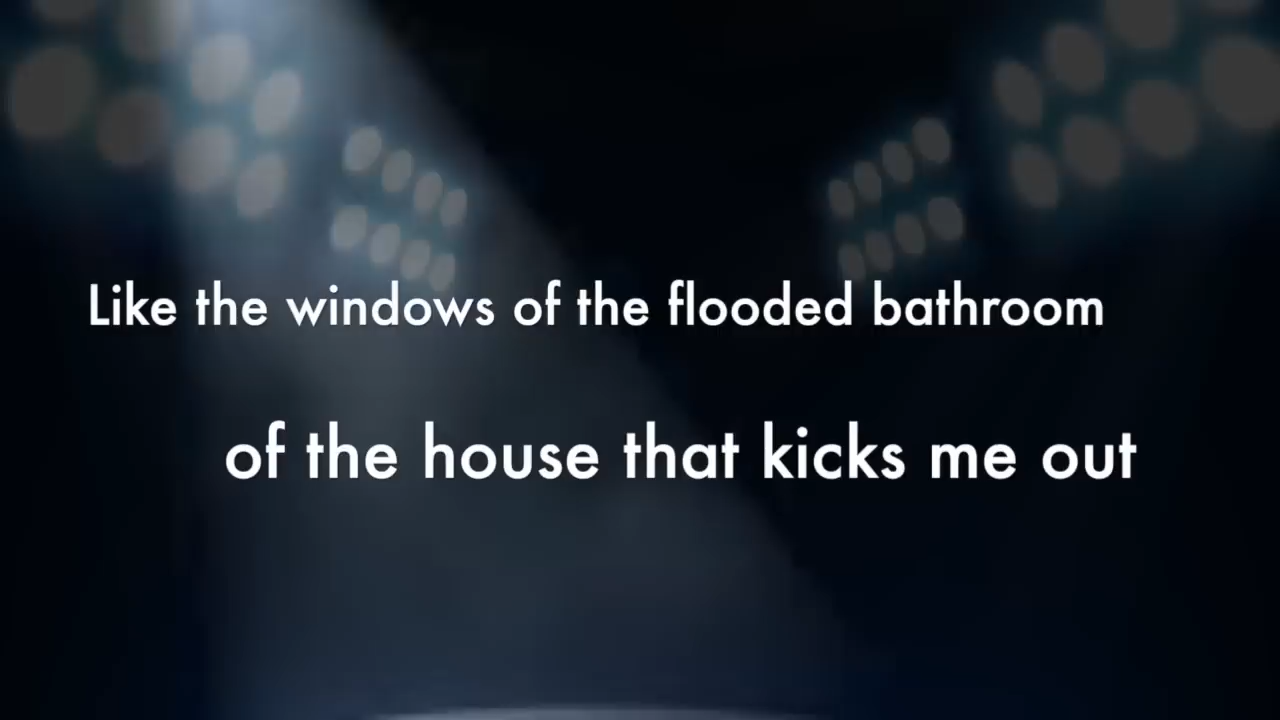 Like the windows of the flooded bathroom
of the house that kicks me out